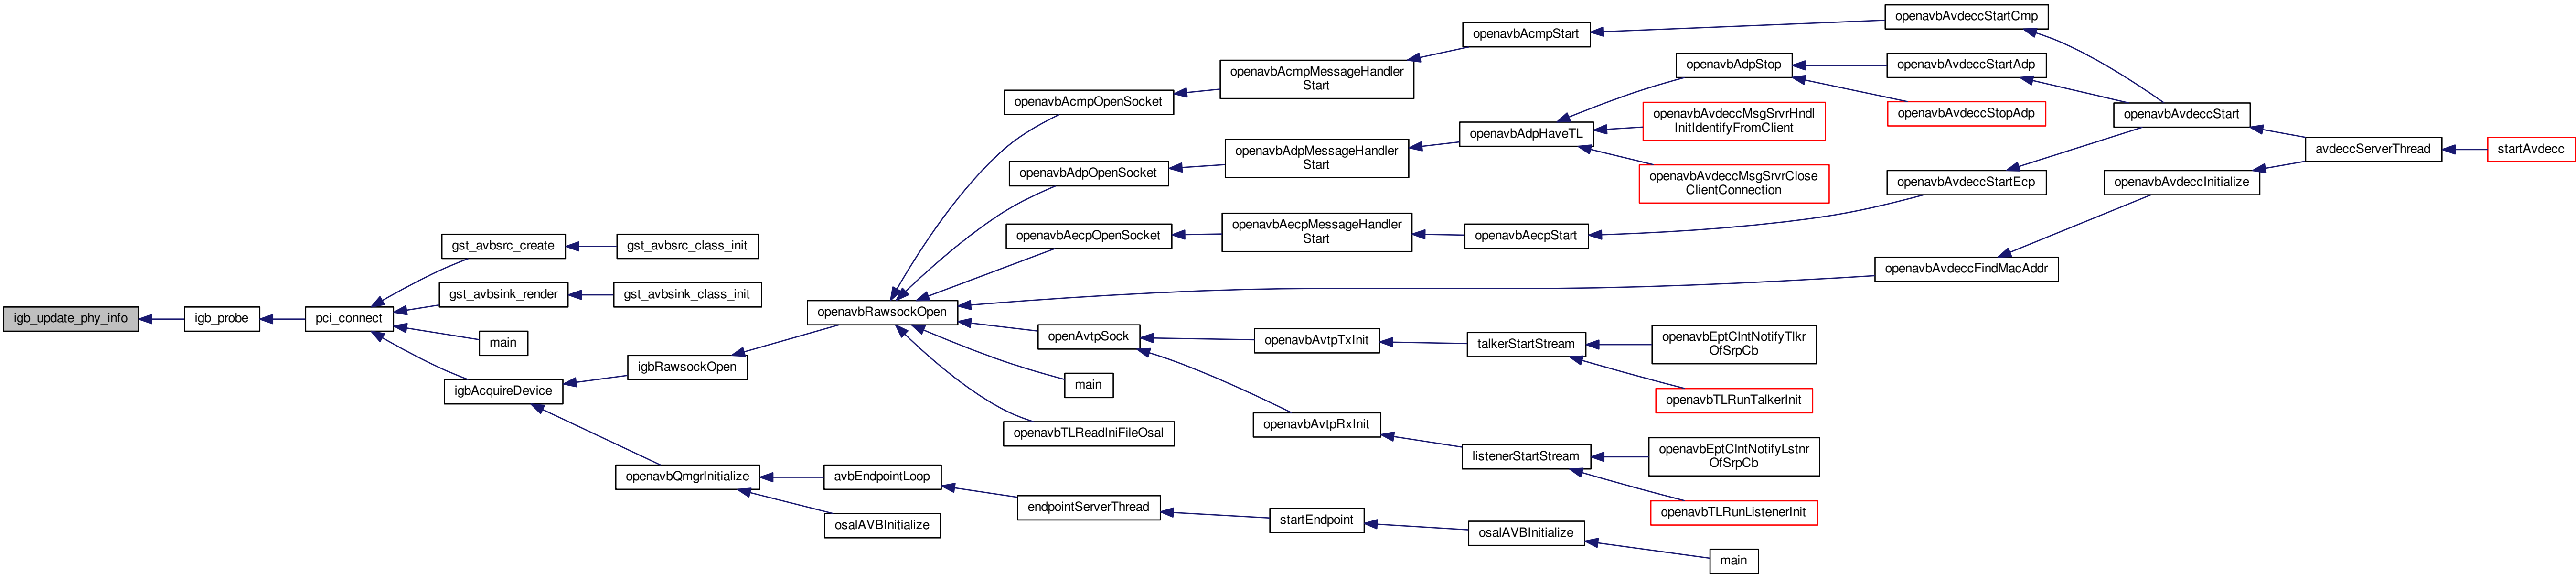 igb_update_phy_info
igb_probe
pci_connect
gst_avbsrc_create
gst_avbsrc_class_init
gst_avbsink_render
gst_avbsink_class_init
main
igbAcquireDevice
igbRawsockOpen
openavbRawsockOpen
openavbAcmpOpenSocket
openavbAcmpMessageHandler
Start
openavbAcmpStart
openavbAvdeccStartCmp
openavbAvdeccStart
avdeccServerThread
startAvdecc
openavbAdpOpenSocket
openavbAdpMessageHandler
Start
openavbAdpHaveTL
openavbAdpStop
openavbAvdeccStartAdp
openavbAvdeccStopAdp
openavbAvdeccMsgSrvrHndl
InitIdentifyFromClient
openavbAvdeccMsgSrvrClose
ClientConnection
openavbAecpOpenSocket
openavbAecpMessageHandler
Start
openavbAecpStart
openavbAvdeccStartEcp
openavbAvdeccFindMacAddr
openavbAvdeccInitialize
openAvtpSock
openavbAvtpTxInit
talkerStartStream
openavbEptClntNotifyTlkr
OfSrpCb
openavbTLRunTalkerInit
openavbAvtpRxInit
listenerStartStream
openavbEptClntNotifyLstnr
OfSrpCb
openavbTLRunListenerInit
main
openavbTLReadIniFileOsal
openavbQmgrInitialize
avbEndpointLoop
endpointServerThread
startEndpoint
osalAVBInitialize
main
osalAVBInitialize